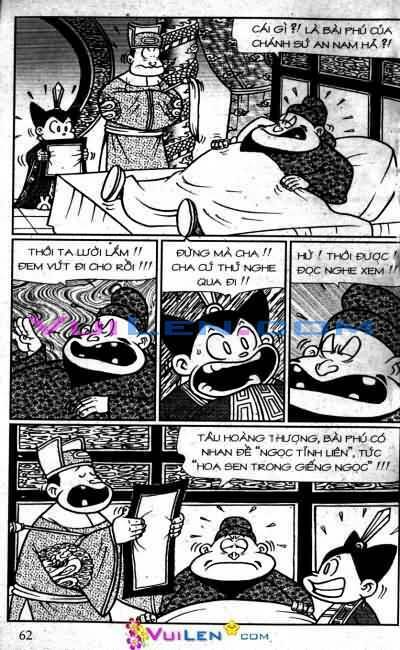 CÁI GÌ ?! LÀ BÀI PHÚ CỦA
CHÁNH SỨ AN NAM HẢ ?!
THÔI TA LƯỜI LẮM !!
ĐEM VỨT ĐI CHO RỒI !!!
ĐỪNG MÀ CHA !!
CHA CỨ THỬ NGHE
QUA ĐI !!
HỪ ! THÔI ĐƯỢC !
ĐỌC NGHE XEM !!
VUILEN.COM
TÂU HOÀNG THƯỢNG, BÀI PHÚ CÓ
NHAN ĐỀ "NGỌC TỈNH LIÊN", TỨC
"HOA SEN TRONG GIẾNG NGỌC" !!!
62
VUILEN.COM